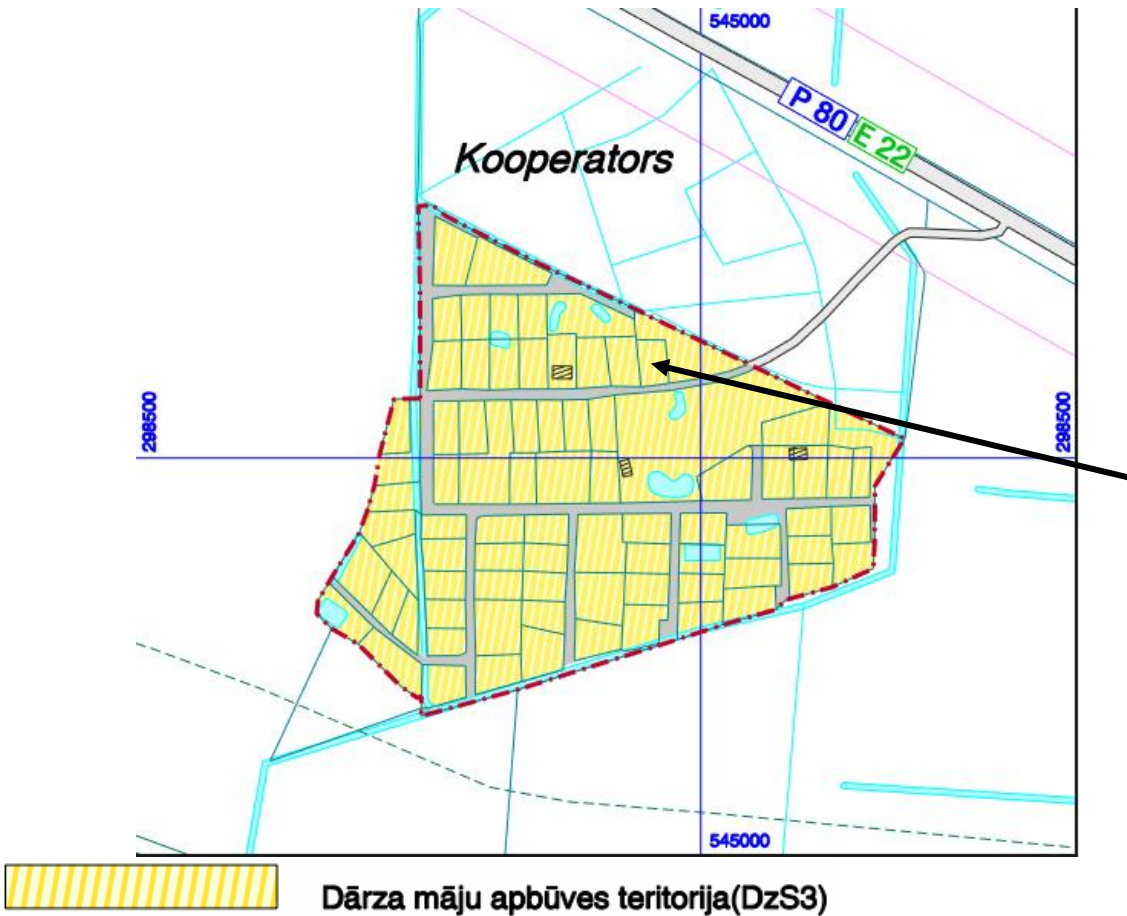 545000
P 80
E 22
Kooperators
298500
298500
545000
Dārza māju apbūves teritorija(DzS3)